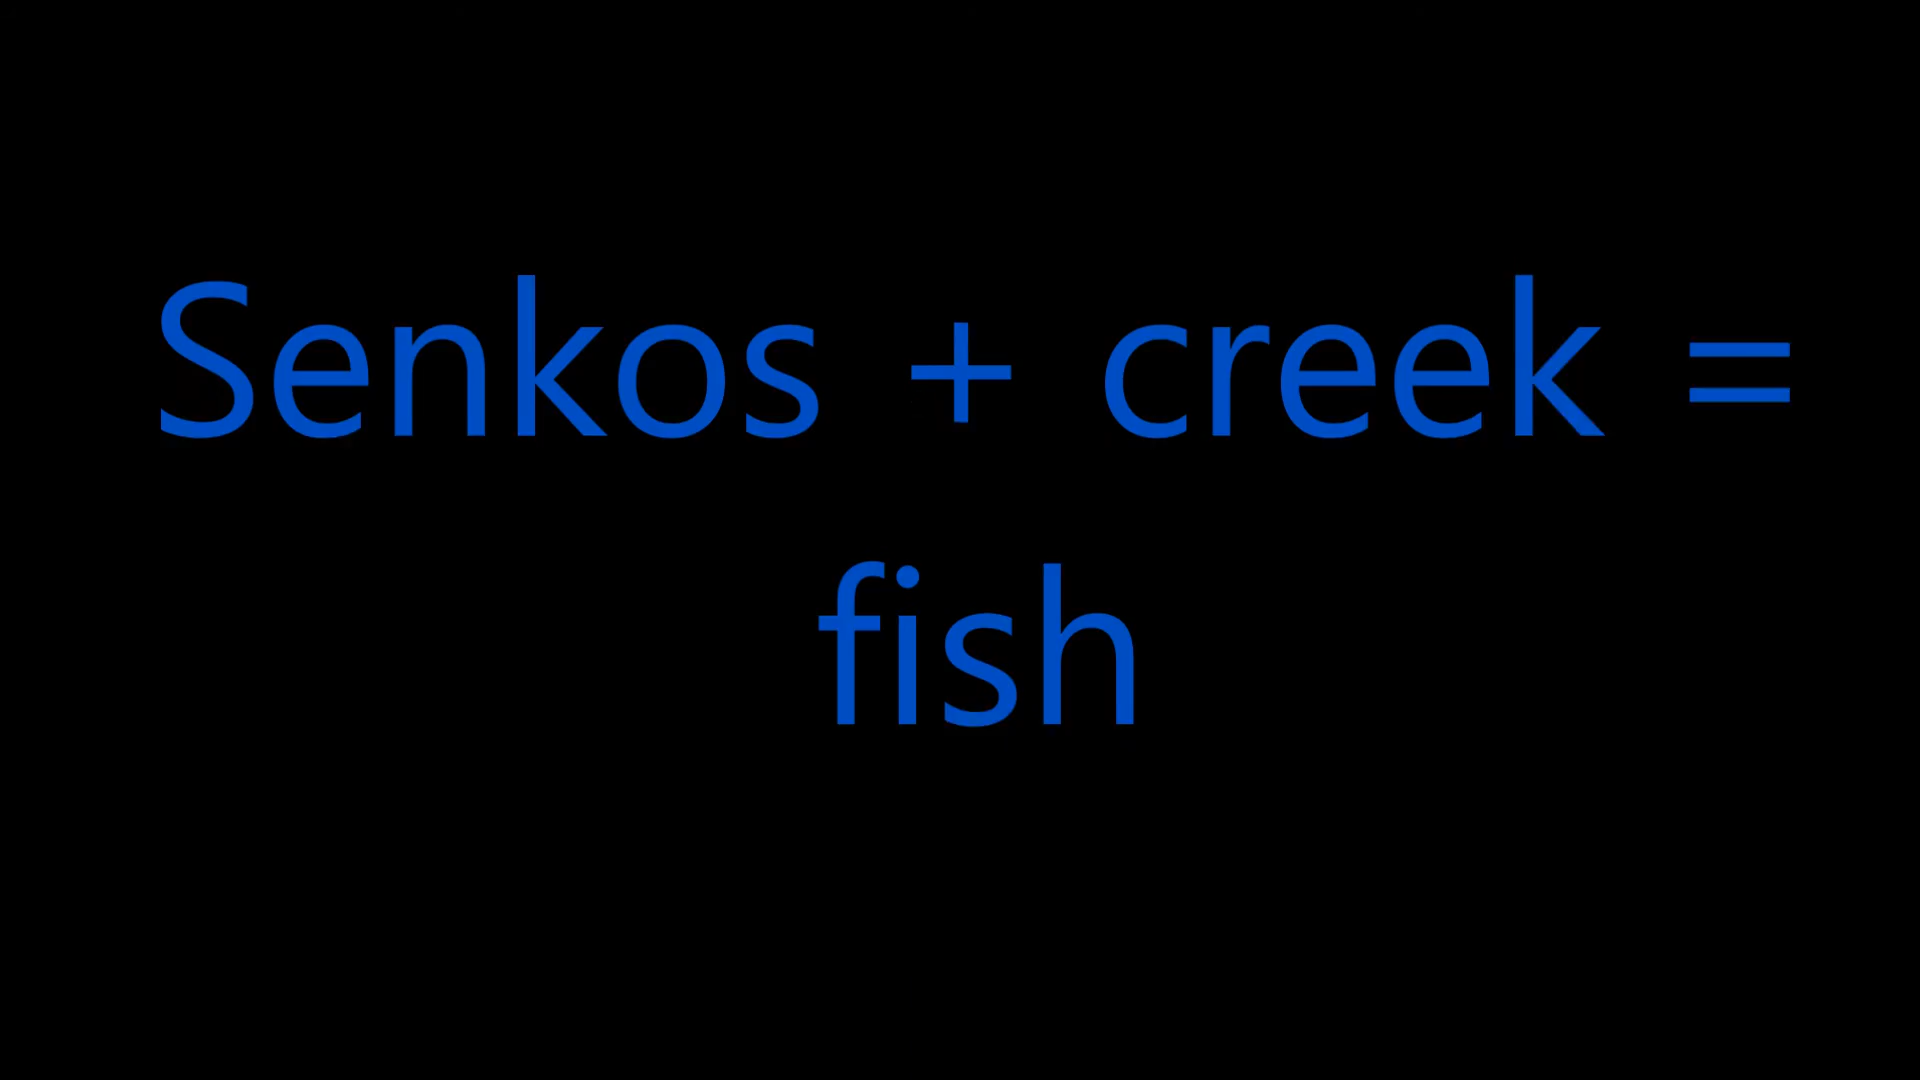 Senkos + creek =
fish